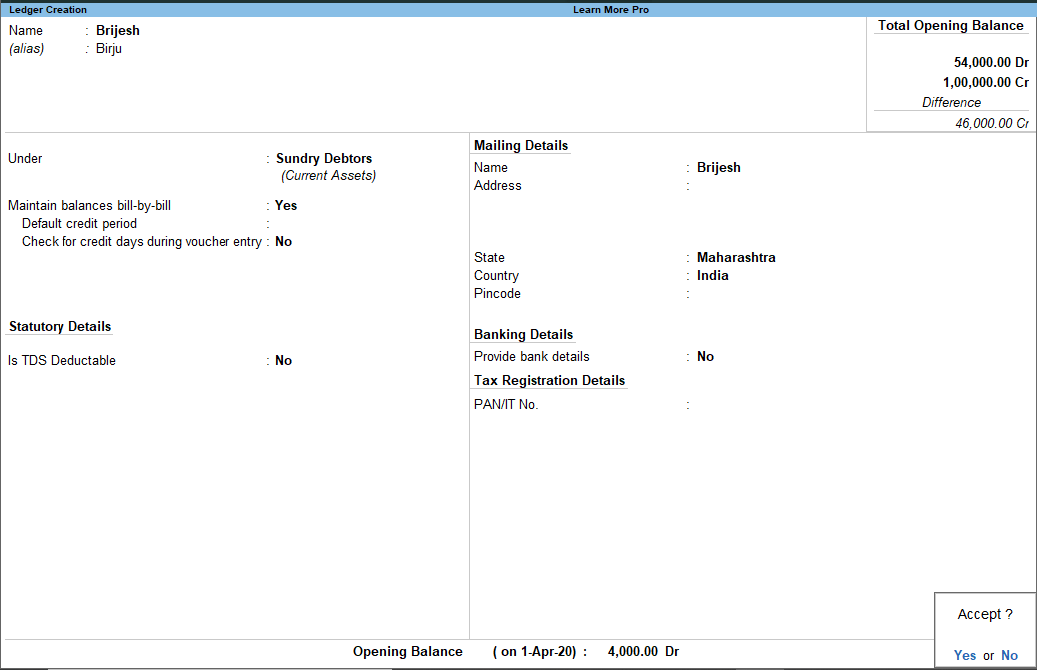 Ledger Creation Learn More Pro
Name : Brijesh
(alias) : Birju
Total Opening Balance
54,000.00 Dr
1,00,000.00 Cr
Difference
46,000.00 Cr
Under : Sundry Debtors
(Current Assets)
Maintain balances bill-by-bill : Yes
Default credit period :
Check for credit days during voucher entry : No
Statutory Details
Is TDS Deductable : No
Mailing Details
Name : Brijesh
Address :
State : Maharashtra
Country : India
Pincode :
Banking Details
Provide bank details : No
Tax Registration Details
PAN/IT No. :
Opening Balance ( on 1-Apr-20) : 4,000.00 Dr
Accept ?
Yes or No